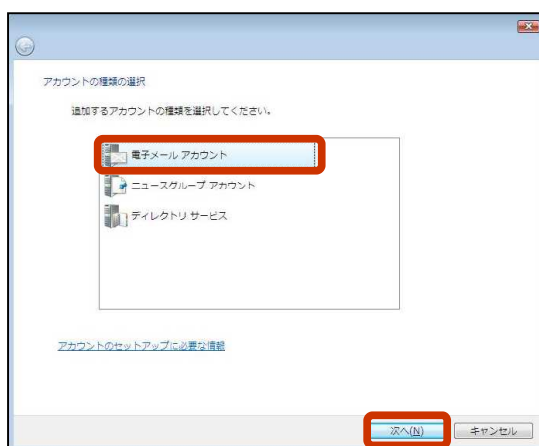 アカウントの種類の選択
追加するアカウントの種類を選択してください。
電子メール アカウント
ニュースグループ アカウント
ディレクトリ サービス
アカウントのセットアップに必要な情報
次へ(N)
キャンセル